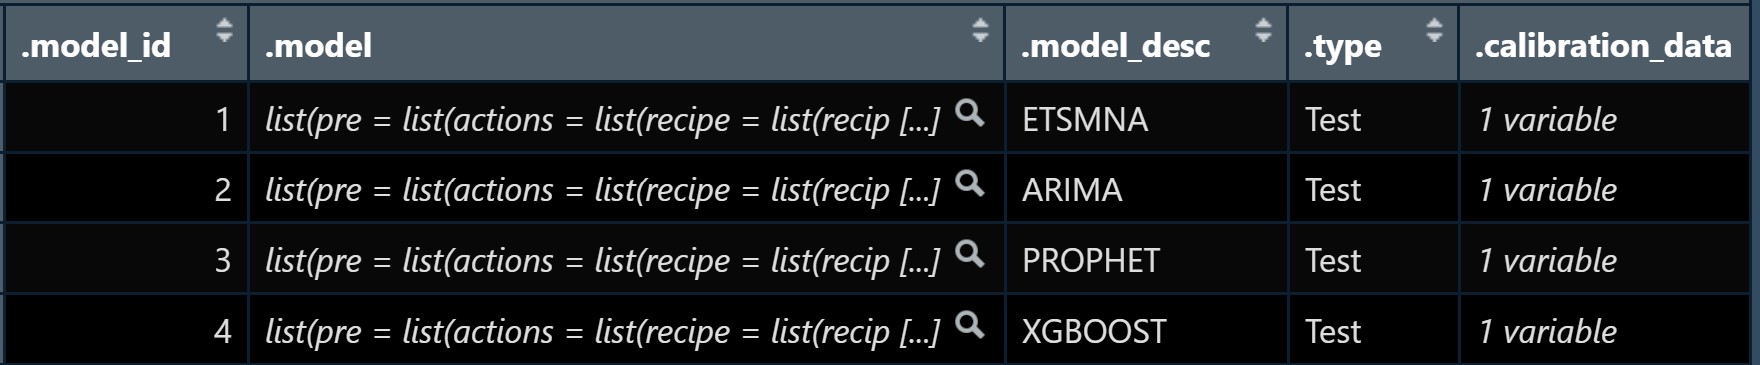 .model_id .model .model_desc .type .calibration_data
1 list(pre = list(actions = list(recipe = list(recip [...] ETSMNA Test 1 variable
2 list(pre = list(actions = list(recipe = list(recip [...] ARIMA Test 1 variable
3 list(pre = list(actions = list(recipe = list(recip [...] PROPHET Test 1 variable
4 list(pre = list(actions = list(recipe = list(recip [...] XGBOOST Test 1 variable